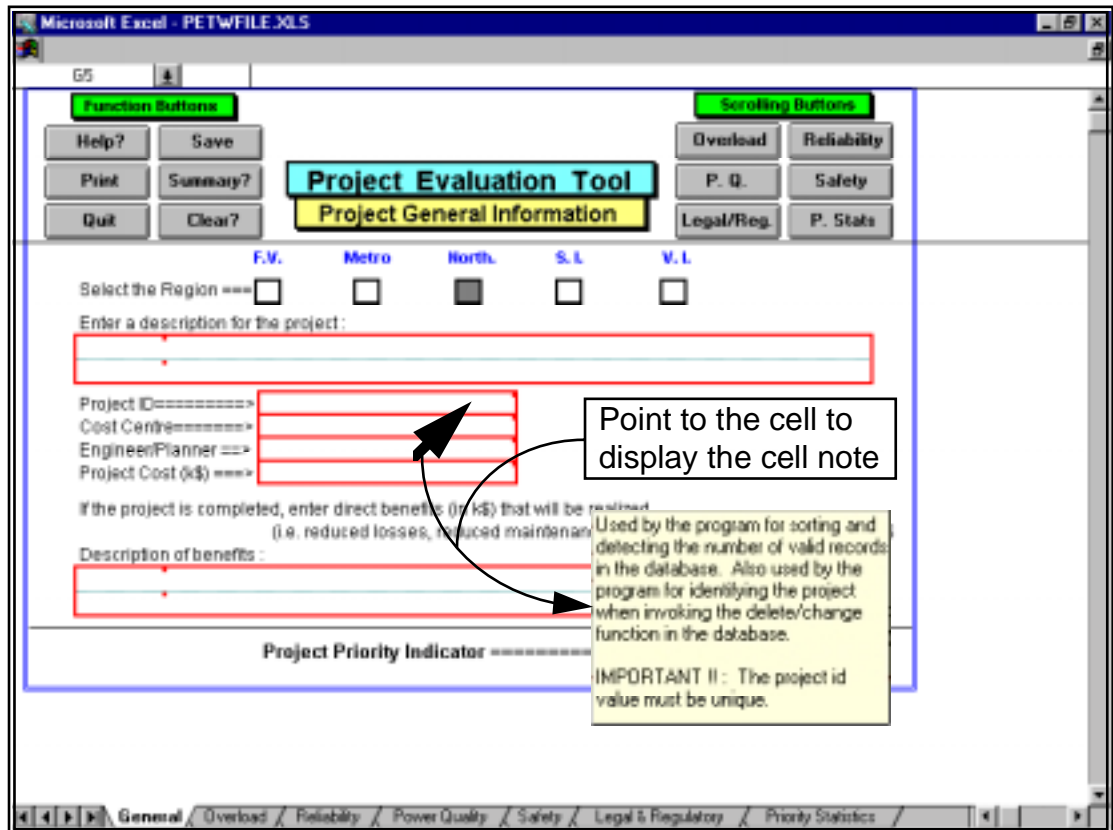 Microsoft Excel - PETWFILE.XLS
G5
Function Buttons
Scrolling Buttons
Help? Save
Overload Reliability
Print Summary?
Project Evaluation Tool
P. Q. Safety
Quit Clear?
Project General Information
Legal/Reg. P. Stats
F.V. Metro North. S. I. V. I.
Select the Region ===
Enter a description for the project :
Project ID=========>
Cost Centre=======>
Engineer/Planner ==>
Project Cost (k$) ===>
Point to the cell to
display the cell note
If the project is completed, enter direct benefits (in k$) that will be realized
(i.e. reduced losses, reduced maintenan
Description of benefits :
Used by the program for sorting and
detecting the number of valid records
in the database. Also used by the
program for identifying the project
when invoking the delete/change
function in the database.
IMPORTANT !! : The project id
value must be unique.
Project Priority Indicator =========
General Overload Reliability Power Quality Safety Legal & Regulatory Priority Statistics